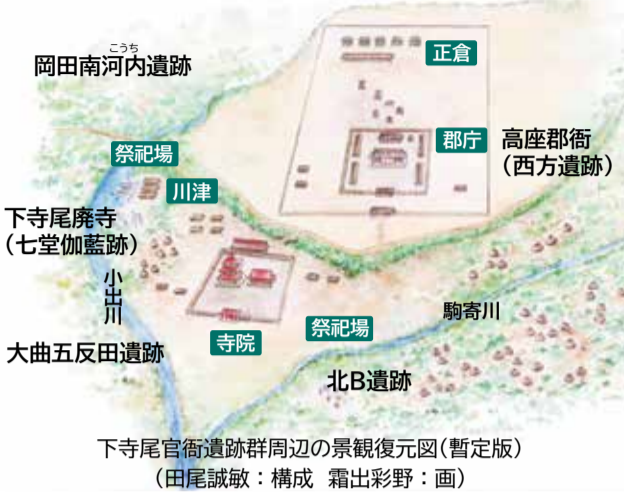 こうち
岡田南河内遺跡
正倉
祭祀場
郡庁
高座郡衙
(西方遺跡)
川津
下寺尾廃寺
(七堂伽藍跡)
小出川
駒寄川
祭祀場
寺院
大曲五反田遺跡
北B遺跡
下寺尾官衙遺跡群周辺の景観復元図(暫定版)
(田尾誠敏:構成 霜出彩野:画)